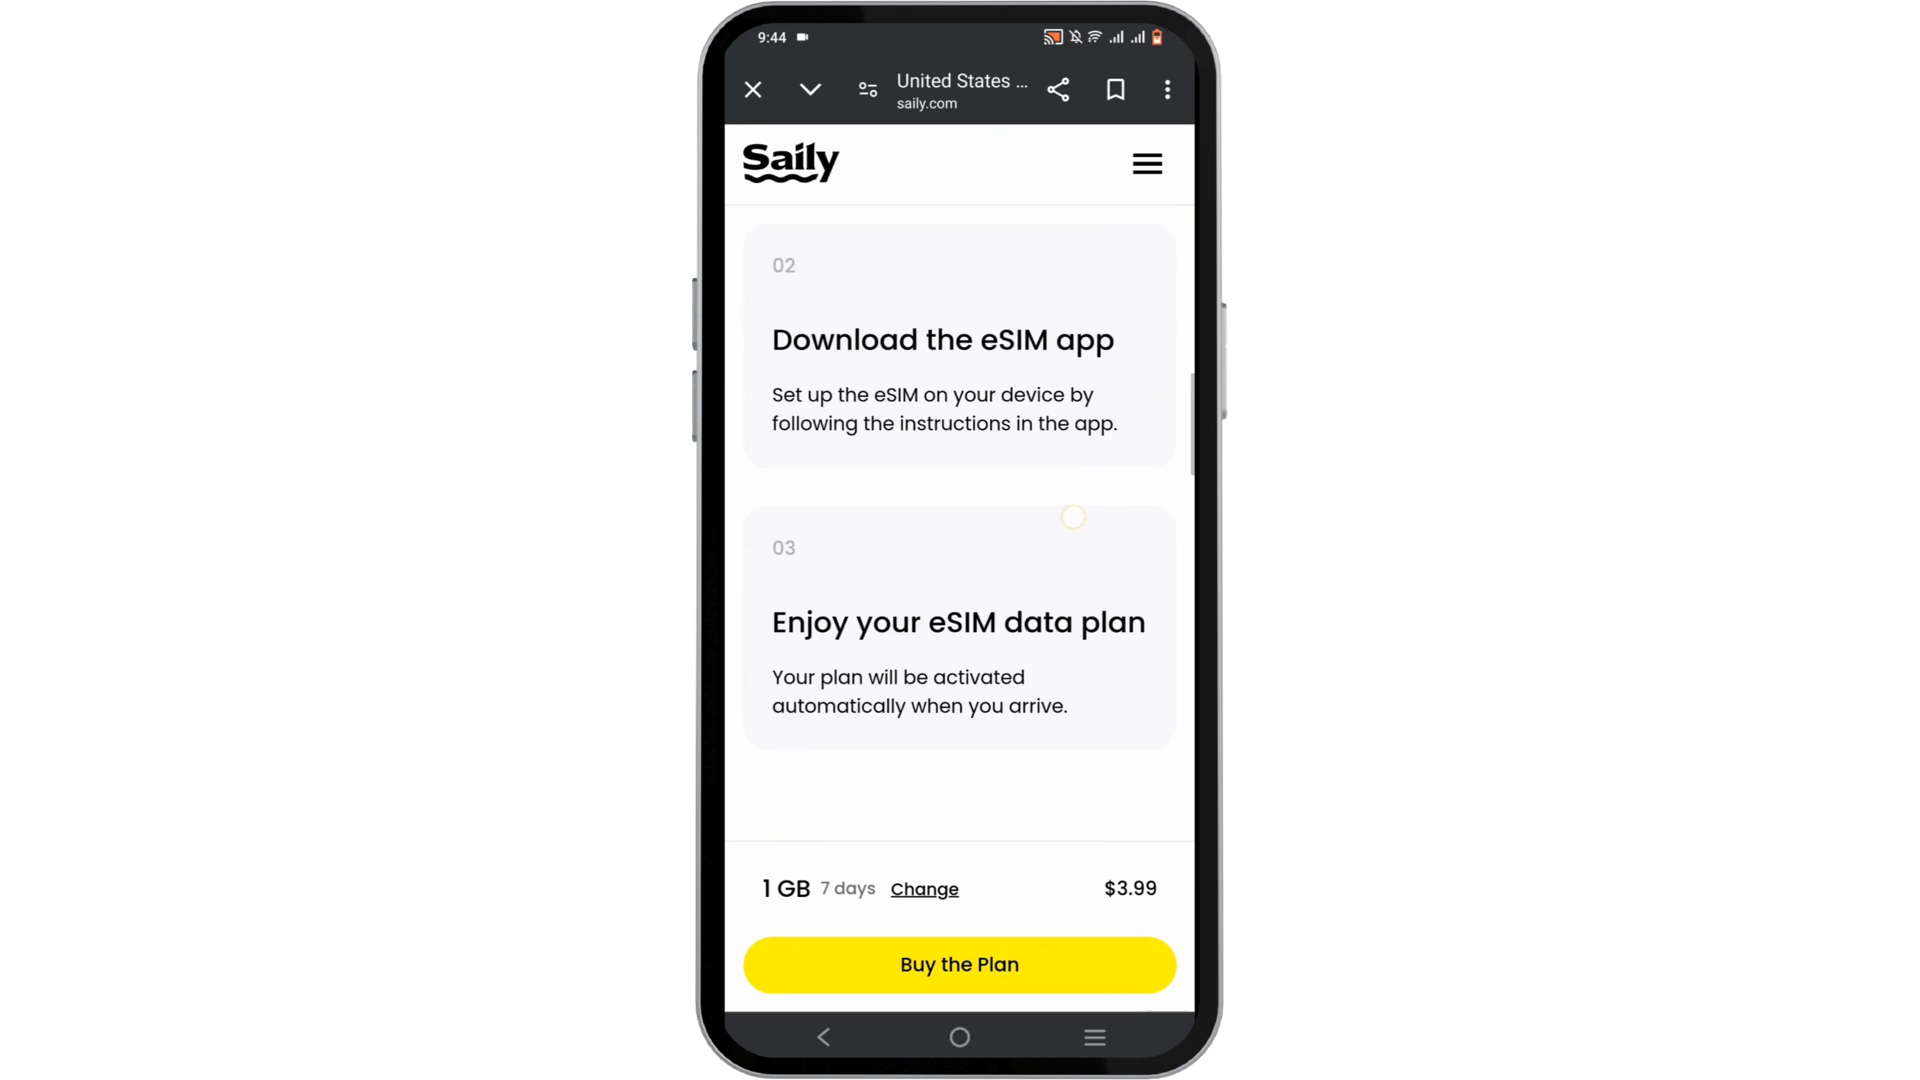 9:44
United States ...
saily.com
Saily
02
Download the eSIM app
Set up the eSIM on your device by
following the instructions in the app.
03
Enjoy your eSIM data plan
Your plan will be activated
automatically when you arrive.
1 GB 7 days Change $3.99
Buy the Plan